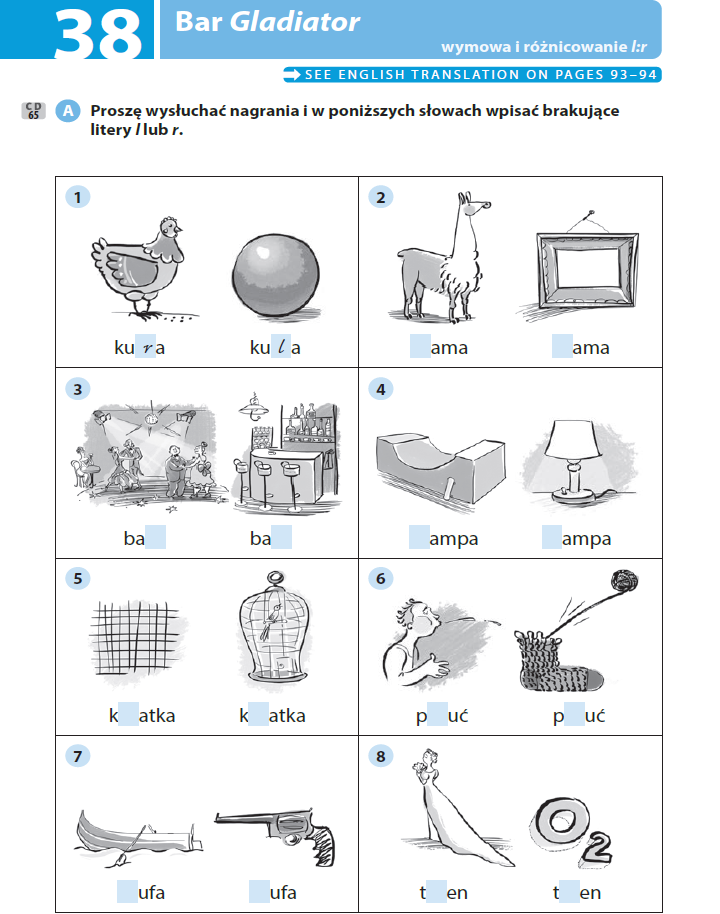 38
Bar Gladiator
wymowa i różnicowanie l:r
SEE ENGLISH TRANSLATION ON PAGES 93–94
CD
65
A
Proszę wysłuchać nagrania i w poniższych słowach wpisać brakujące
litery l lub r.
1
ku r a ku l a
2
ama ama
3
ba ba
4
ampa ampa
5
k atka k atka
6
p uć p uć
7
ufa ufa
8
O2
t en t en